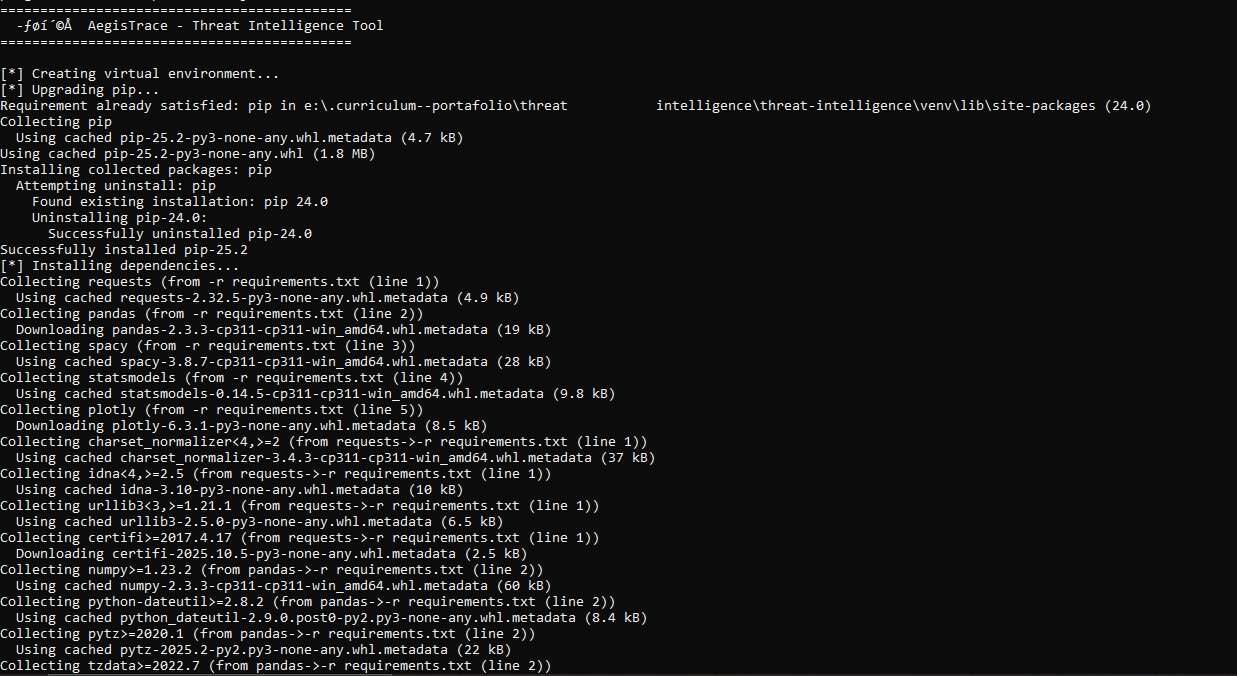 ============================================
-ƒøí´©Å  AegisTrace - Threat Intelligence Tool
============================================
[*] Creating virtual environment...
[*] Upgrading pip...
Requirement already satisfied: pip in e:\.curriculum--portafolio\threat           intelligence\threat-intelligence\venv\lib\site-packages (24.0)
Collecting pip
  Using cached pip-25.2-py3-none-any.whl.metadata (4.7 kB)
Using cached pip-25.2-py3-none-any.whl (1.8 MB)
Installing collected packages: pip
  Attempting uninstall: pip
    Found existing installation: pip 24.0
    Uninstalling pip-24.0:
      Successfully uninstalled pip-24.0
Successfully installed pip-25.2
[*] Installing dependencies...
Collecting requests (from -r requirements.txt (line 1))
  Using cached requests-2.32.5-py3-none-any.whl.metadata (4.9 kB)
Collecting pandas (from -r requirements.txt (line 2))
  Downloading pandas-2.3.3-cp311-cp311-win_amd64.whl.metadata (19 kB)
Collecting spacy (from -r requirements.txt (line 3))
  Using cached spacy-3.8.7-cp311-cp311-win_amd64.whl.metadata (28 kB)
Collecting statsmodels (from -r requirements.txt (line 4))
  Using cached statsmodels-0.14.5-cp311-cp311-win_amd64.whl.metadata (9.8 kB)
Collecting plotly (from -r requirements.txt (line 5))
  Downloading plotly-6.3.1-py3-none-any.whl.metadata (8.5 kB)
Collecting charset_normalizer<4,>=2 (from requests->-r requirements.txt (line 1))
  Using cached charset_normalizer-3.4.3-cp311-cp311-win_amd64.whl.metadata (37 kB)
Collecting idna<4,>=2.5 (from requests->-r requirements.txt (line 1))
  Using cached idna-3.10-py3-none-any.whl.metadata (10 kB)
Collecting urllib3<3,>=1.21.1 (from requests->-r requirements.txt (line 1))
  Using cached urllib3-2.5.0-py3-none-any.whl.metadata (6.5 kB)
Collecting certifi>=2017.4.17 (from requests->-r requirements.txt (line 1))
  Downloading certifi-2025.10.5-py3-none-any.whl.metadata (2.5 kB)
Collecting numpy>=1.23.2 (from pandas->-r requirements.txt (line 2))
  Using cached numpy-2.3.3-cp311-cp311-win_amd64.whl.metadata (60 kB)
Collecting python-dateutil>=2.8.2 (from pandas->-r requirements.txt (line 2))
  Using cached python_dateutil-2.9.0.post0-py2.py3-none-any.whl.metadata (8.4 kB)
Collecting pytz>=2020.1 (from pandas->-r requirements.txt (line 2))
  Using cached pytz-2025.2-py2.py3-none-any.whl.metadata (22 kB)
Collecting tzdata>=2022.7 (from pandas->-r requirements.txt (line 2))